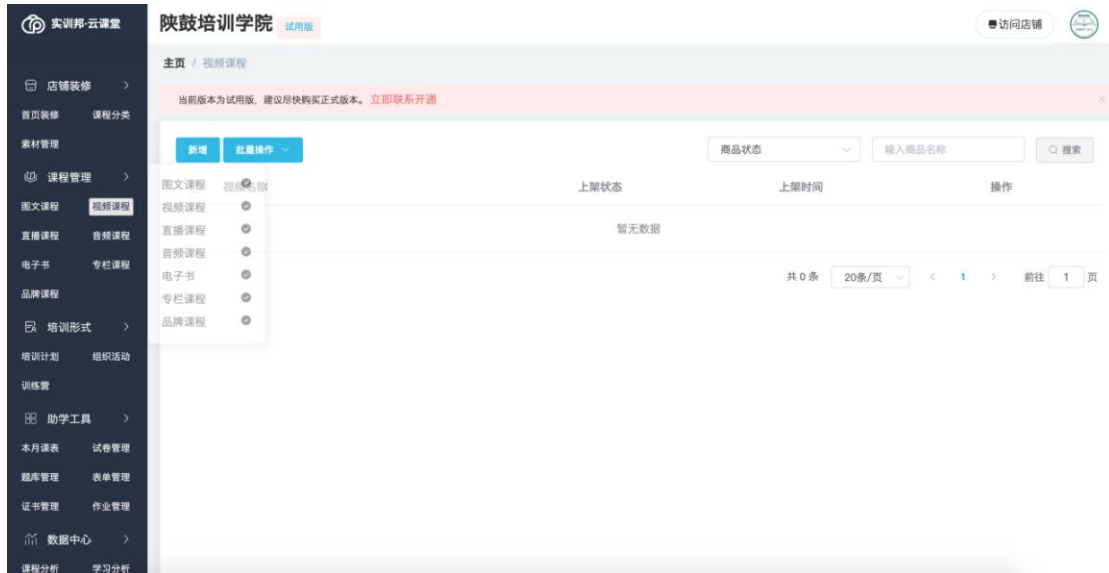 实训邦·云课堂
陕鼓培训学院 试用版
访问店铺
主页 / 视频课程
当前版本为试用版，建议尽快购买正式版本。立即联系开通
店铺装修
首页装修 课程分类
素材管理
课程管理
图文课程 视频课程
直播课程 音频课程
电子书 专栏课程
品牌课程
培训形式
培训计划 组织活动
训练营
助学工具
本月课表 试卷管理
题库管理 表单管理
证书管理 作业管理
数据中心
课程分析 学习分析
新增 批量操作
商品状态 输入商品名称 搜索
视频名称 上架状态 上架时间 操作
暂无数据
共 0 条 20条/页 1 前往 1 页
图文课程
视频课程
直播课程
音频课程
电子书
专栏课程
品牌课程